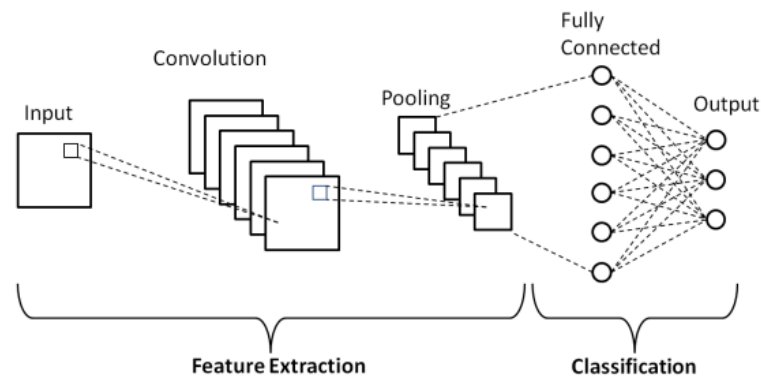 Input
Convolution
Pooling
Fully
Connected
Output
Feature Extraction
Classification